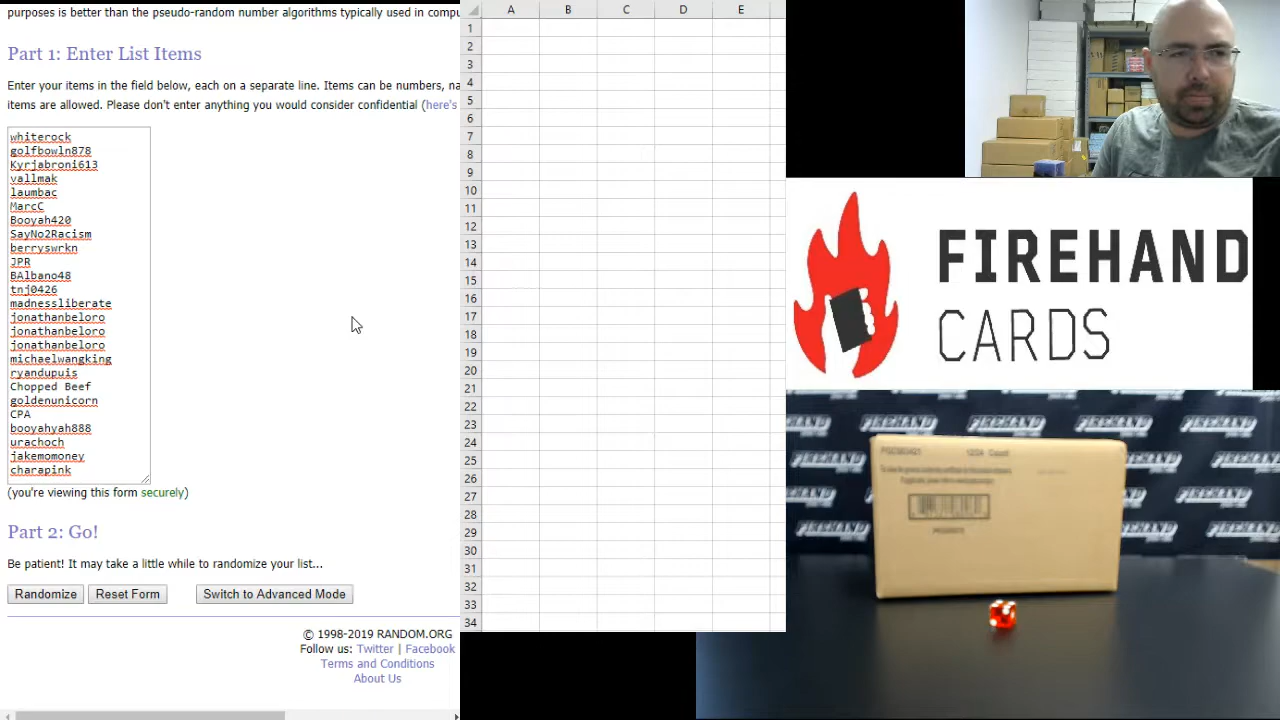 purposes is better than the pseudo-random number algorithms typically used in compu
Part 1: Enter List Items
Enter your items in the field below, each on a separate line. Items can be numbers, na
items are allowed. Please don't enter anything you would consider confidential (here's
whiterock
golfbowln878
Kyrjabroni613
vallmak
laumbac
MarcC
Booyah420
SayNo2Racism
berryswrkn
JPR
BAlbano48
tnj0426
madnessliberate
jonathanbeloro
jonathanbeloro
jonathanbeloro
michaelwangking
ryandupuis
Chopped Beef
goldenunicorn
CPA
booyahyah888
urachoch
jakemomoney
charapink
(you're viewing this form securely)
Part 2: Go!
Be patient! It may take a little while to randomize your list...
Randomize Reset Form Switch to Advanced Mode
© 1998-2019 RANDOM.ORG
Follow us: Twitter | Facebook
Terms and Conditions
About Us
A B C D E
1
2
3
4
5
6
7
8
9
10
11
12
13
14
15
16
17
18
19
20
21
22
23
24
25
26
27
28
29
30
31
32
33
34
FIREHAND
CARDS
FIREHAND